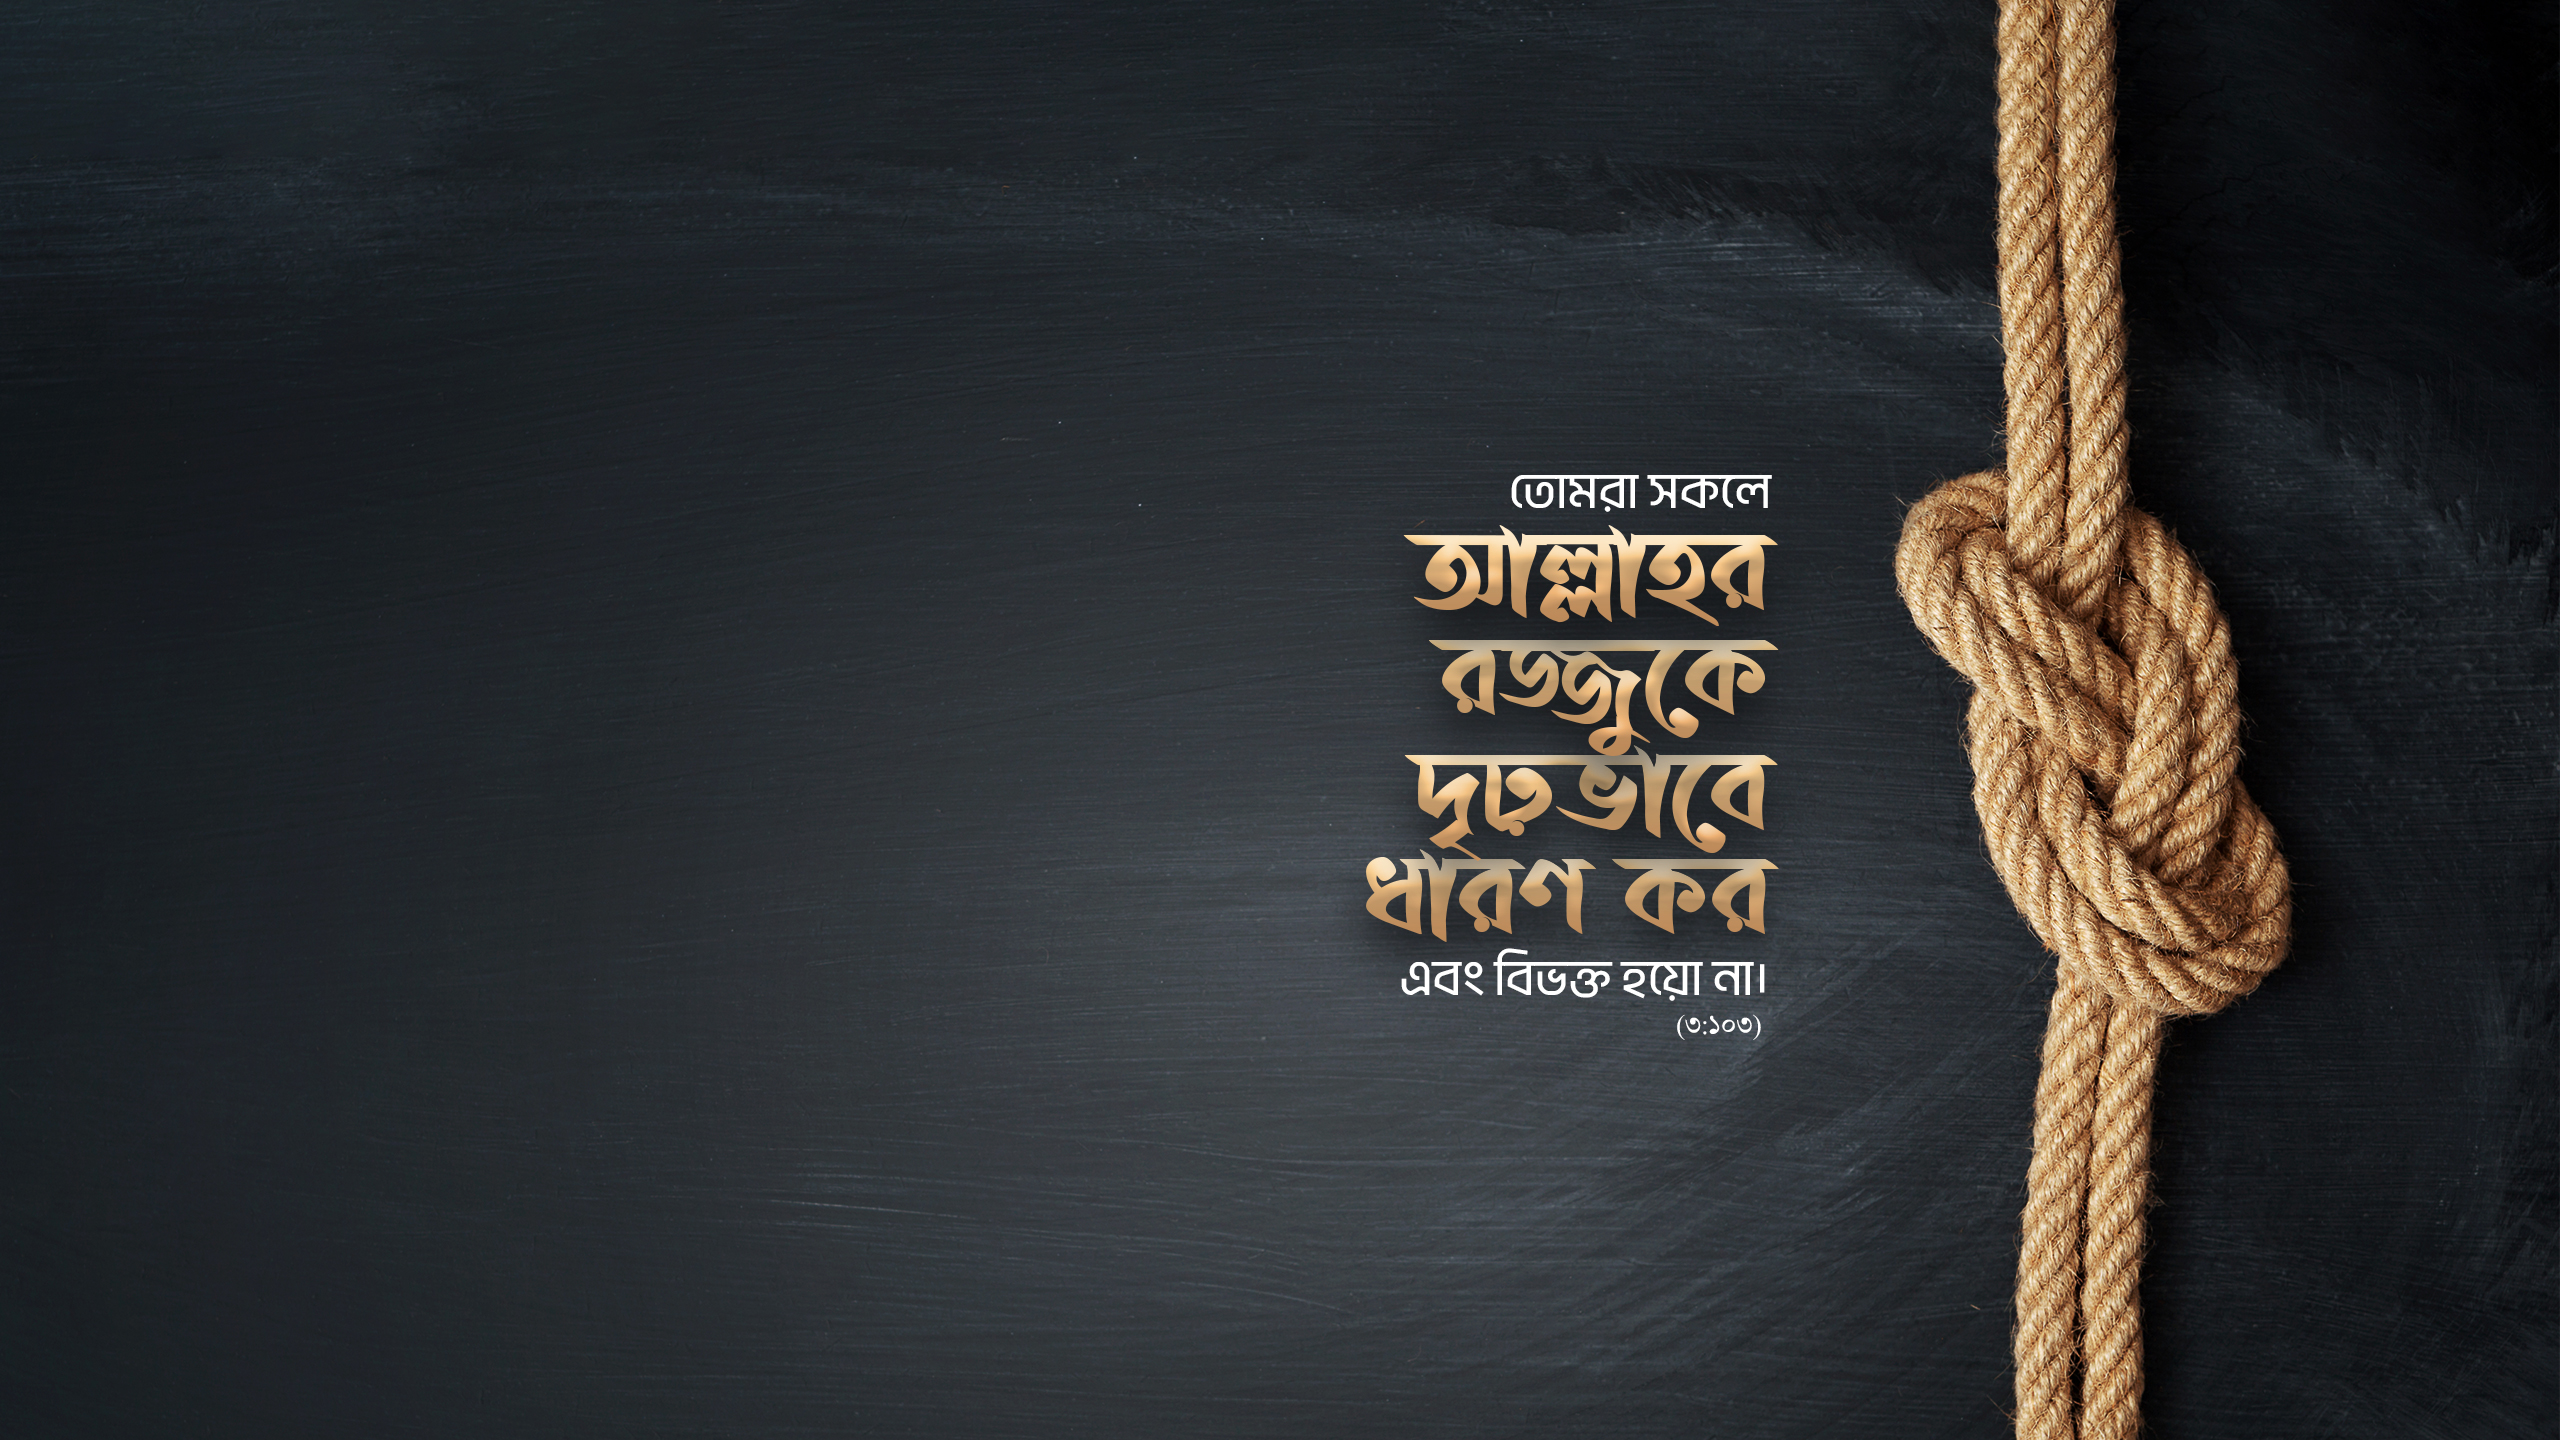 তোমরা সকলে
আল্লাহর
রজ্জুকে
দৃঢ়ভাবে
ধারণ কর
এবং বিভক্ত হয়ো না।
(৩:১০৩)